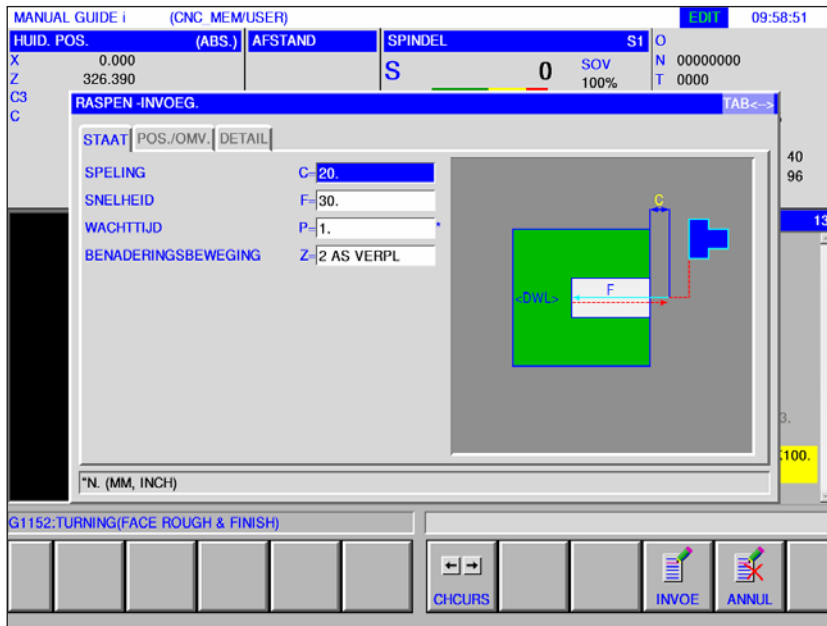 MANUAL GUIDE i (CNC_MEM/USER) EDIT 09:58:51
HUID. POS. (ABS.) AFSTAND SPINDEL S1 O
X 0.000 S 0 SOV N 00000000
Z 326.390 100% T 0000
C3
C
RASPEN -INVOEG. TAB<-->
STAAT POS./OMV. DETAIL
SPELING C=20.
SNELHEID F=30.
WACHTTIJD P=1. *
BENADERINGSBEWEGING Z=2 AS VERPL
C
F
<DWL>
40
96
13
3.
100.
"N. (MM, INCH)
G1152:TURNING(FACE ROUGH & FINISH)
CHCURS INVOE ANNUL